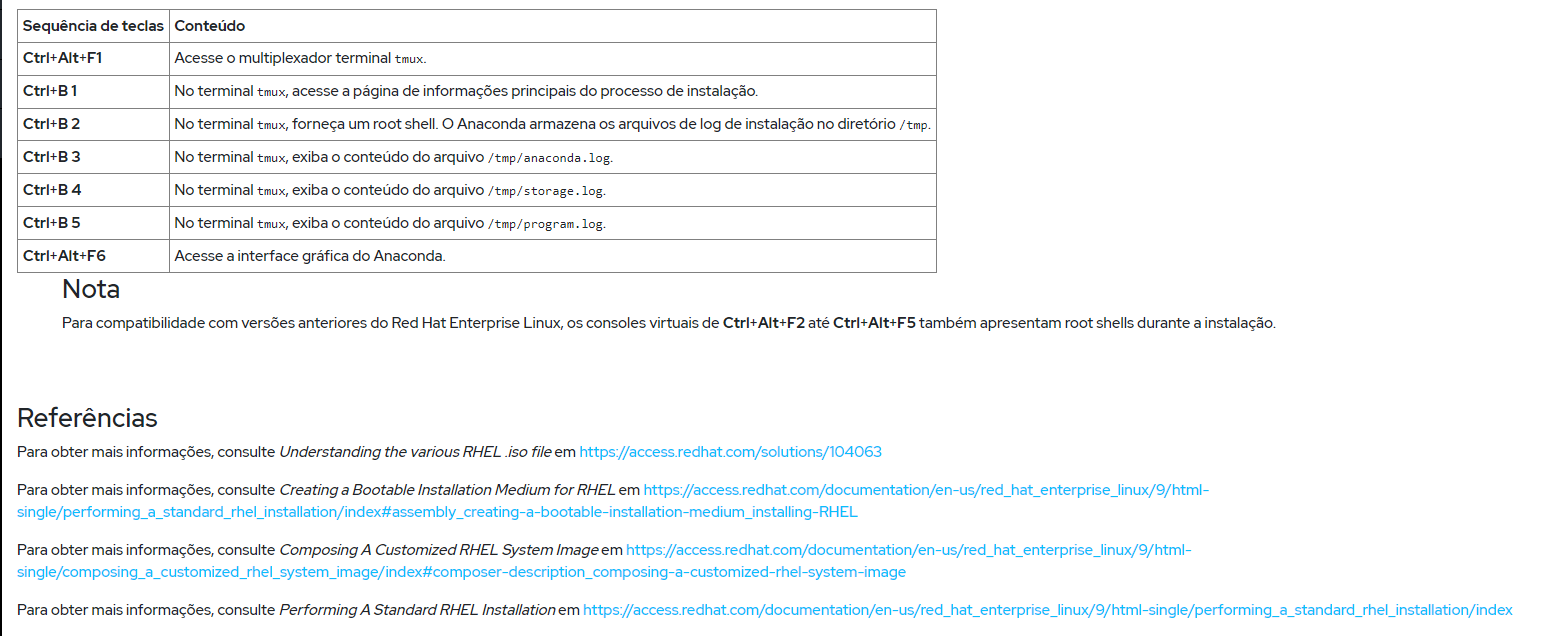 Sequência de teclas Conteúdo
Ctrl+Alt+F1 Acesse o multiplexador terminal tmux.
Ctrl+B 1 No terminal tmux, acesse a página de informações principais do processo de instalação.
Ctrl+B 2 No terminal tmux, forneça um root shell. O Anaconda armazena os arquivos de log de instalação no diretório /tmp.
Ctrl+B 3 No terminal tmux, exiba o conteúdo do arquivo /tmp/anaconda.log.
Ctrl+B 4 No terminal tmux, exiba o conteúdo do arquivo /tmp/storage.log.
Ctrl+B 5 No terminal tmux, exiba o conteúdo do arquivo /tmp/program.log.
Ctrl+Alt+F6 Acesse a interface gráfica do Anaconda.
Nota
Para compatibilidade com versões anteriores do Red Hat Enterprise Linux, os consoles virtuais de Ctrl+Alt+F2 até Ctrl+Alt+F5 também apresentam root shells durante a instalação.
Referências
Para obter mais informações, consulte Understanding the various RHEL .iso file em https://access.redhat.com/solutions/104063
Para obter mais informações, consulte Creating a Bootable Installation Medium for RHEL em https://access.redhat.com/documentation/en-us/red_hat_enterprise_linux/9/html-
single/performing_a_standard_rhel_installation/index#assembly_creating-a-bootable-installation-medium_installing-RHEL
Para obter mais informações, consulte Composing A Customized RHEL System Image em https://access.redhat.com/documentation/en-us/red_hat_enterprise_linux/9/html-
single/composing_a_customized_rhel_system_image/index#composer-description_composing-a-customized-rhel-system-image
Para obter mais informações, consulte Performing A Standard RHEL Installation em https://access.redhat.com/documentation/en-us/red_hat_enterprise_linux/9/html-single/performing_a_standard_rhel_installation/index